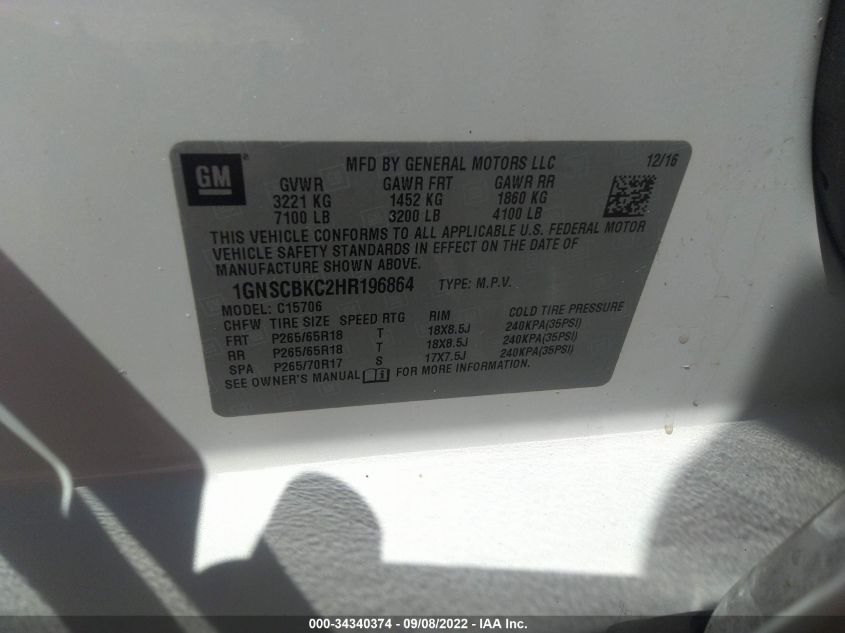 GM
MFD BY GENERAL MOTORS LLC 12/16
GVWR GAWR FRT GAWR RR
3221 KG 1452 KG 1860 KG
7100 LB 3200 LB 4100 LB
THIS VEHICLE CONFORMS TO ALL APPLICABLE U.S. FEDERAL MOTOR
VEHICLE SAFETY STANDARDS IN EFFECT ON THE DATE OF
MANUFACTURE SHOWN ABOVE.
1GNSCBKC2HR196864 TYPE: M.P.V.
MODEL: C15706
CHFW TIRE SIZE SPEED RTG RIM COLD TIRE PRESSURE
FRT P265/65R18 T 18X8.5J 240KPA(35PSI)
RR P265/65R18 T 18X8.5J 240KPA(35PSI)
SPA P265/70R17 S 17X7.5J 240KPA(35PSI)
SEE OWNER'S MANUAL FOR MORE INFORMATION.
000-34340374 - 09/08/2022 - IAA Inc.